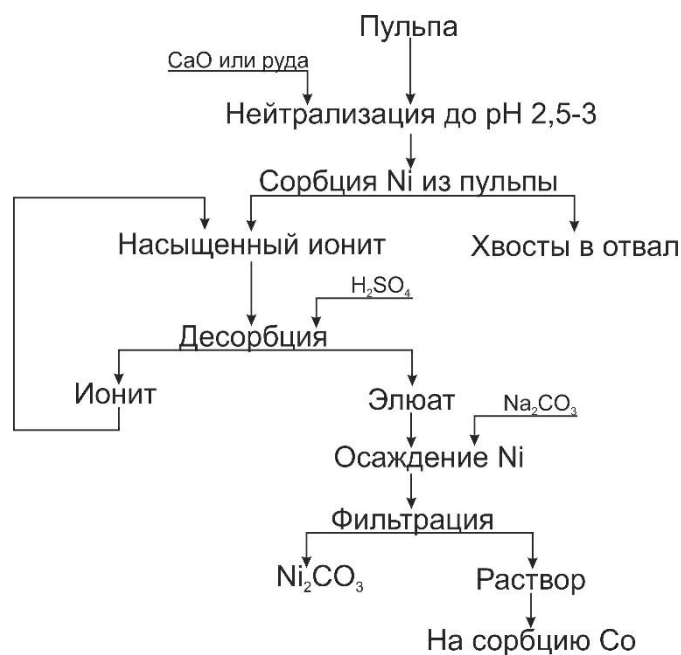 Пульпа
CaO или руда
Нейтрализация до pH 2,5-3
Сорбция Ni из пульпы
Насыщенный ионит
Хвосты в отвал
H₂SO₄
Десорбция
Ионит
Элюат
Na₂CO₃
Осаждение Ni
Фильтрация
Ni₂CO₃
Раствор
На сорбцию Co